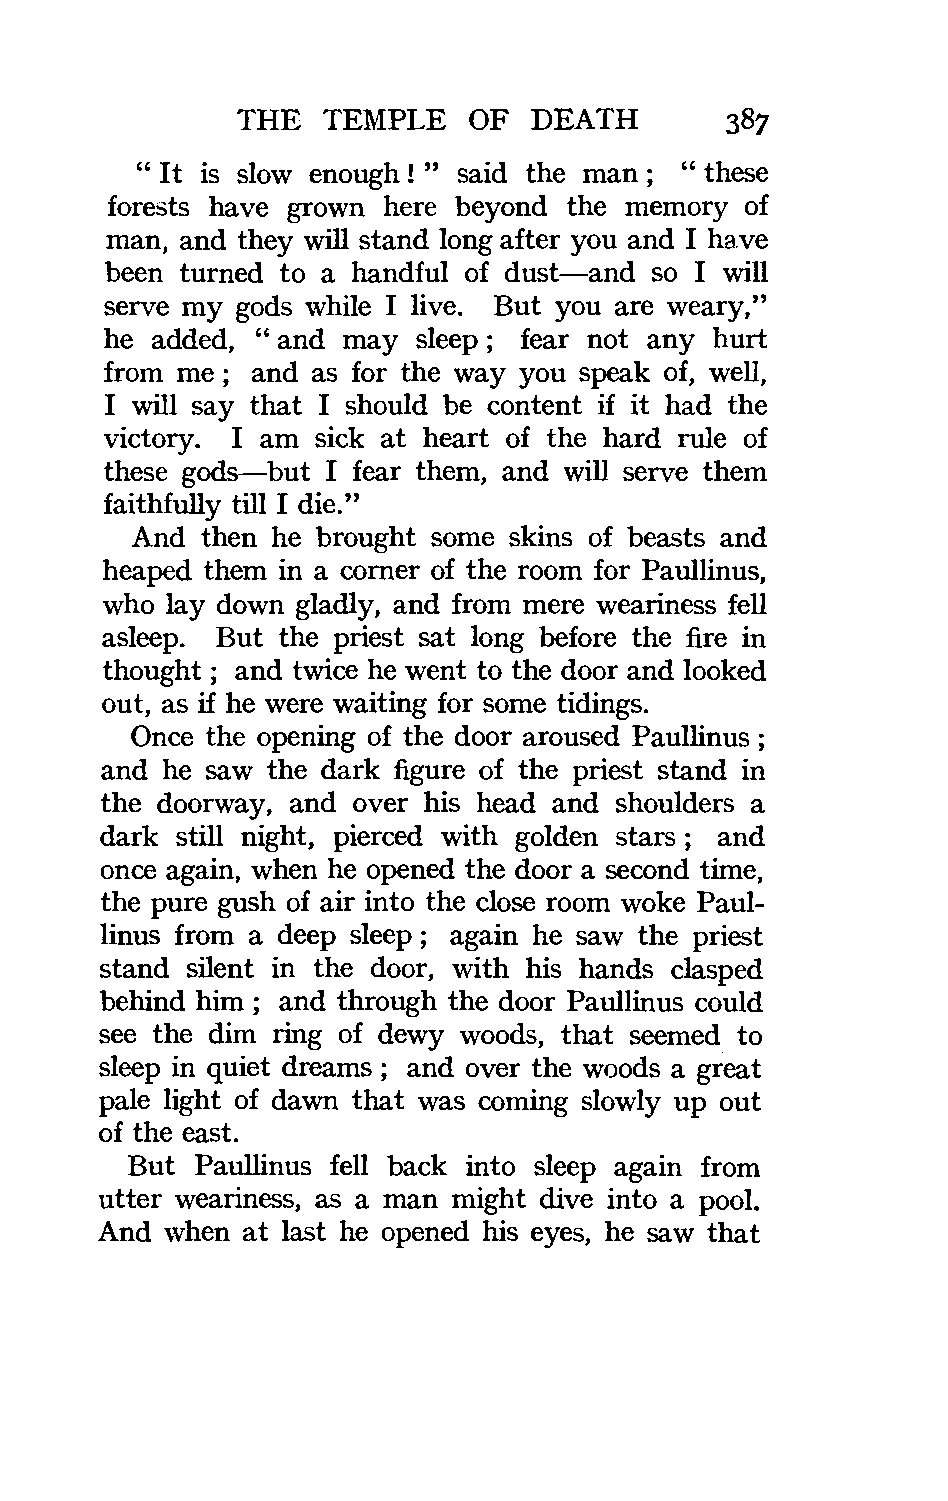 THE TEMPLE OF DEATH 387
“ It is slow enough ! ” said the man ; “ these
forests have grown here beyond the memory of
man, and they will stand long after you and I have
been turned to a handful of dust—and so I will
serve my gods while I live. But you are weary,”
he added, “ and may sleep ; fear not any hurt
from me ; and as for the way you speak of, well,
I will say that I should be content if it had the
victory. I am sick at heart of the hard rule of
these gods—but I fear them, and will serve them
faithfully till I die.”
And then he brought some skins of beasts and
heaped them in a corner of the room for Paullinus,
who lay down gladly, and from mere weariness fell
asleep. But the priest sat long before the fire in
thought ; and twice he went to the door and looked
out, as if he were waiting for some tidings.
Once the opening of the door aroused Paullinus ;
and he saw the dark figure of the priest stand in
the doorway, and over his head and shoulders a
dark still night, pierced with golden stars ; and
once again, when he opened the door a second time,
the pure gush of air into the close room woke Paul-
linus from a deep sleep ; again he saw the priest
stand silent in the door, with his hands clasped
behind him ; and through the door Paullinus could
see the dim ring of dewy woods, that seemed to
sleep in quiet dreams ; and over the woods a great
pale light of dawn that was coming slowly up out
of the east.
But Paullinus fell back into sleep again from
utter weariness, as a man might dive into a pool.
And when at last he opened his eyes, he saw that